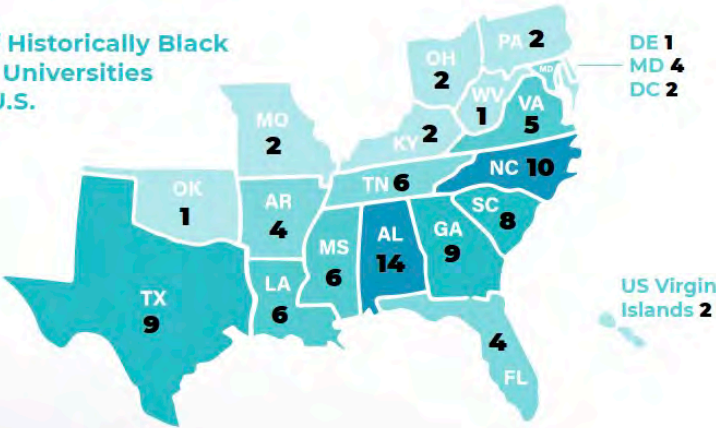 Historically Black
Universities
U.S.
PA 2
OH
2
DE 1
MD 4
DC 2
MD
WV
1
VA
5
MO
2
KY 2
NC 10
TN 6
OK
1
AR
4
SC
8
MS
6
AL
14
GA
9
LA
6
TX
9
US Virgin
Islands 2
4
FL